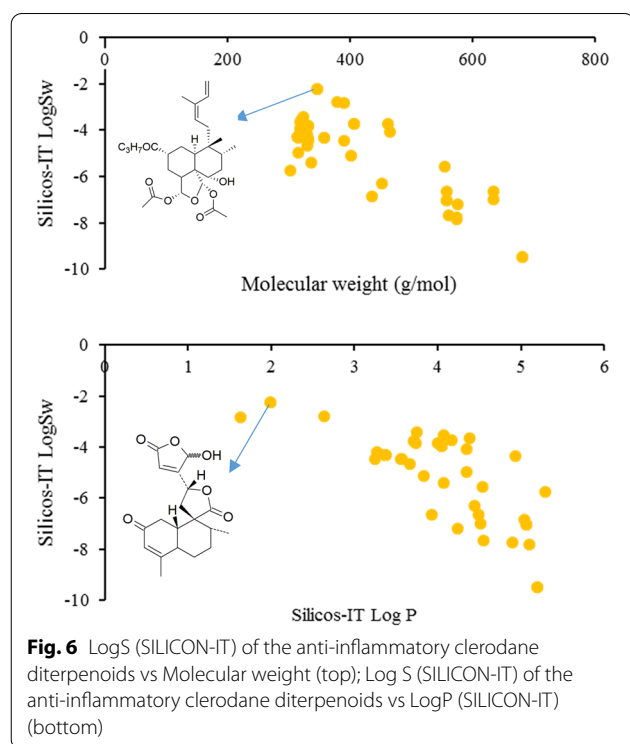 0 200 400 600 800
0
-2
-4
-6
-8
-10
Silicos-IT LogSw
C₃H₇OC
H
OH
O
O
O
O
O
Molecular weight (g/mol)
0 1 2 3 4 5 6
0
-2
-4
-6
-8
-10
Silicos-IT LogSw
O
O
OH
H
O
O
H
O
Silicos-IT Log P
Fig. 6 LogS (SILICON-IT) of the anti-inflammatory clerodane
diterpenoids vs Molecular weight (top); Log S (SILICON-IT) of the
anti-inflammatory clerodane diterpenoids vs LogP (SILICON-IT)
(bottom)